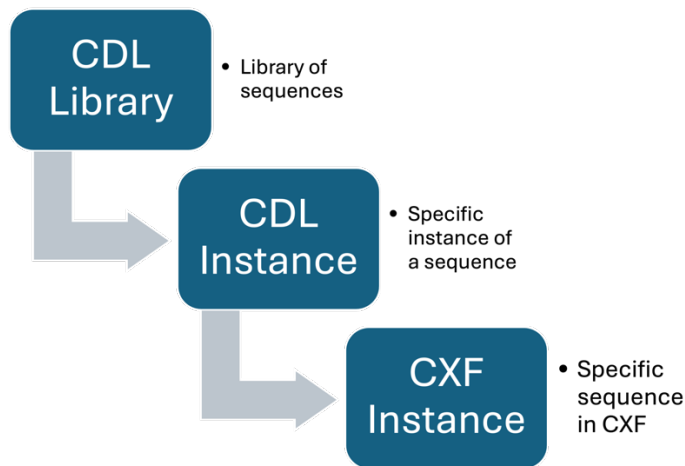 CDL
Library
• Library of
sequences
CDL
Instance
• Specific
instance of
a sequence
CXF
Instance
• Specific
sequence
in CXF